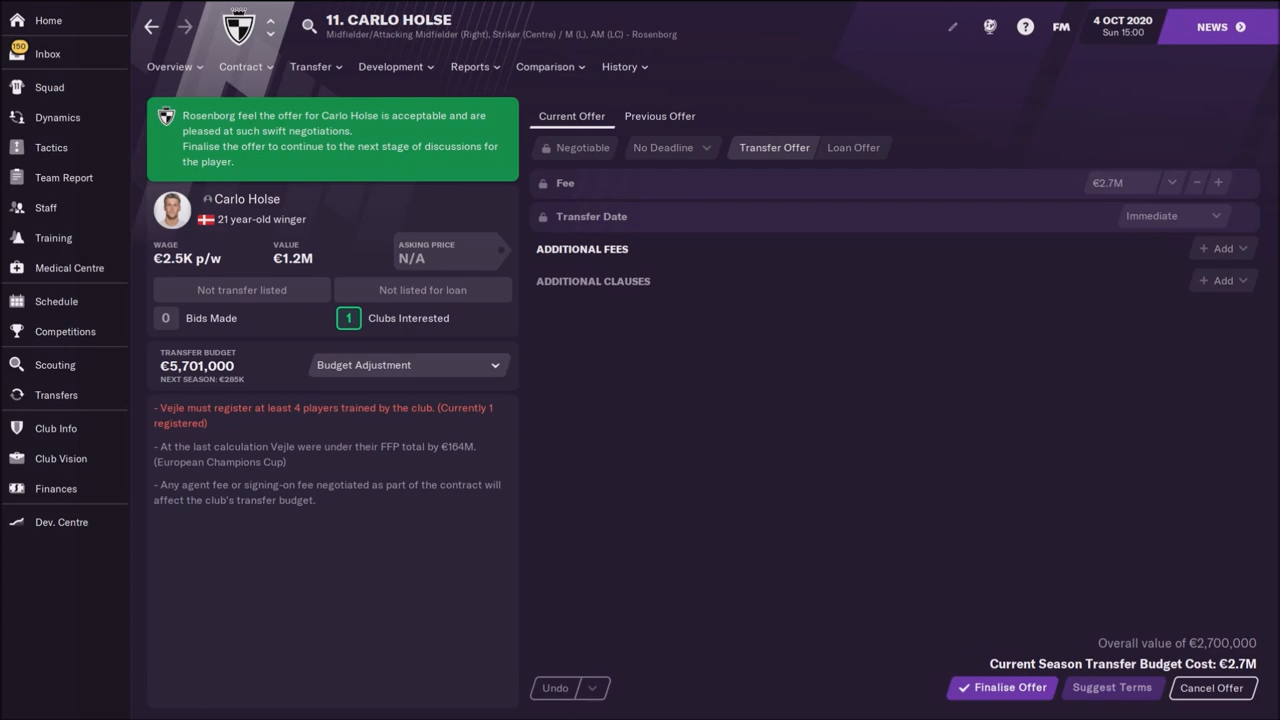 Home
150
Inbox
Squad
Dynamics
Tactics
Team Report
Staff
Training
Medical Centre
Schedule
Competitions
Scouting
Transfers
Club Info
Club Vision
Finances
Dev. Centre
11. CARLO HOLSE
Midfielder/Attacking Midfielder (Right), Striker (Centre) / M (L), AM (LC) - Rosenborg
FM
4 OCT 2020
Sun 15:00
NEWS
Overview
Contract
Transfer
Development
Reports
Comparison
History
Rosenborg feel the offer for Carlo Holse is acceptable and are
pleased at such swift negotiations.
Finalise the offer to continue to the next stage of discussions for
the player.
Carlo Holse
21 year-old winger
WAGE
€2.5K p/w
VALUE
€1.2M
ASKING PRICE
N/A
Not transfer listed
Not listed for loan
0 Bids Made
1 Clubs Interested
TRANSFER BUDGET
€5,701,000
NEXT SEASON: €285K
Budget Adjustment
- Vejle must register at least 4 players trained by the club. (Currently 1
registered)
- At the last calculation Vejle were under their FFP total by €164M.
(European Champions Cup)
- Any agent fee or signing-on fee negotiated as part of the contract will
affect the club's transfer budget.
Current Offer
Previous Offer
Negotiable
No Deadline
Transfer Offer
Loan Offer
Fee
€2.7M
Transfer Date
Immediate
ADDITIONAL FEES
+ Add
ADDITIONAL CLAUSES
+ Add
Overall value of €2,700,000
Current Season Transfer Budget Cost: €2.7M
Undo
Finalise Offer
Suggest Terms
Cancel Offer